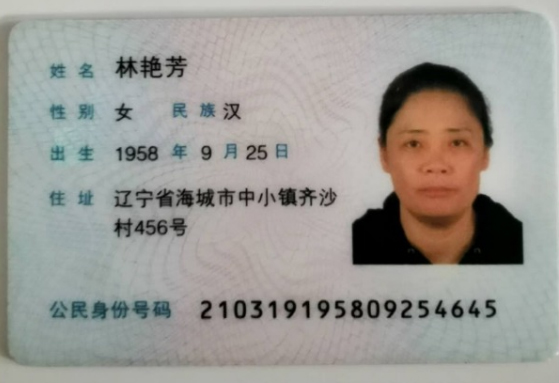 姓名 林艳芳
性别 女 民族 汉
出生 1958 年 9 月 25 日
住址 辽宁省海城市中小镇齐沙
村456号
公民身份号码 210319195809254645